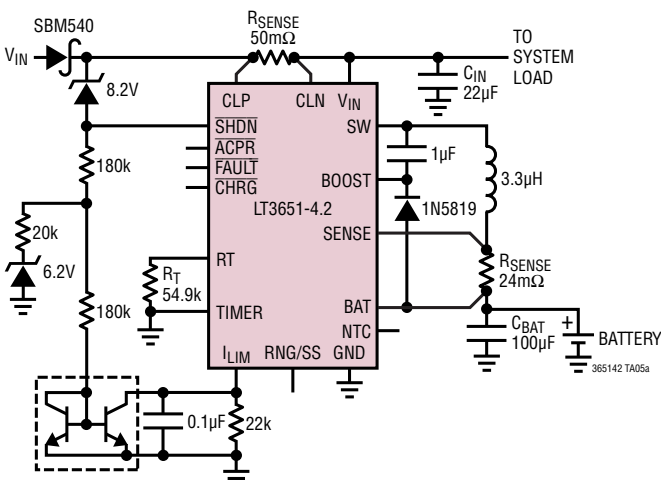 SBM540
VIN
8.2V
RSENSE
50mΩ
TO
SYSTEM
LOAD
CIN
22µF
CLP
CLN
VIN
SHDN
ACPR
FAULT
CHRG
SW
BOOST
LT3651-4.2
SENSE
RT
TIMER
BAT
NTC
ILIM
RNG/SS
GND
180k
20k
6.2V
180k
RT
54.9k
1µF
3.3µH
1N5819
RSENSE
24mΩ
CBAT
100µF
+
BATTERY
365142 TA05a
0.1µF
22k